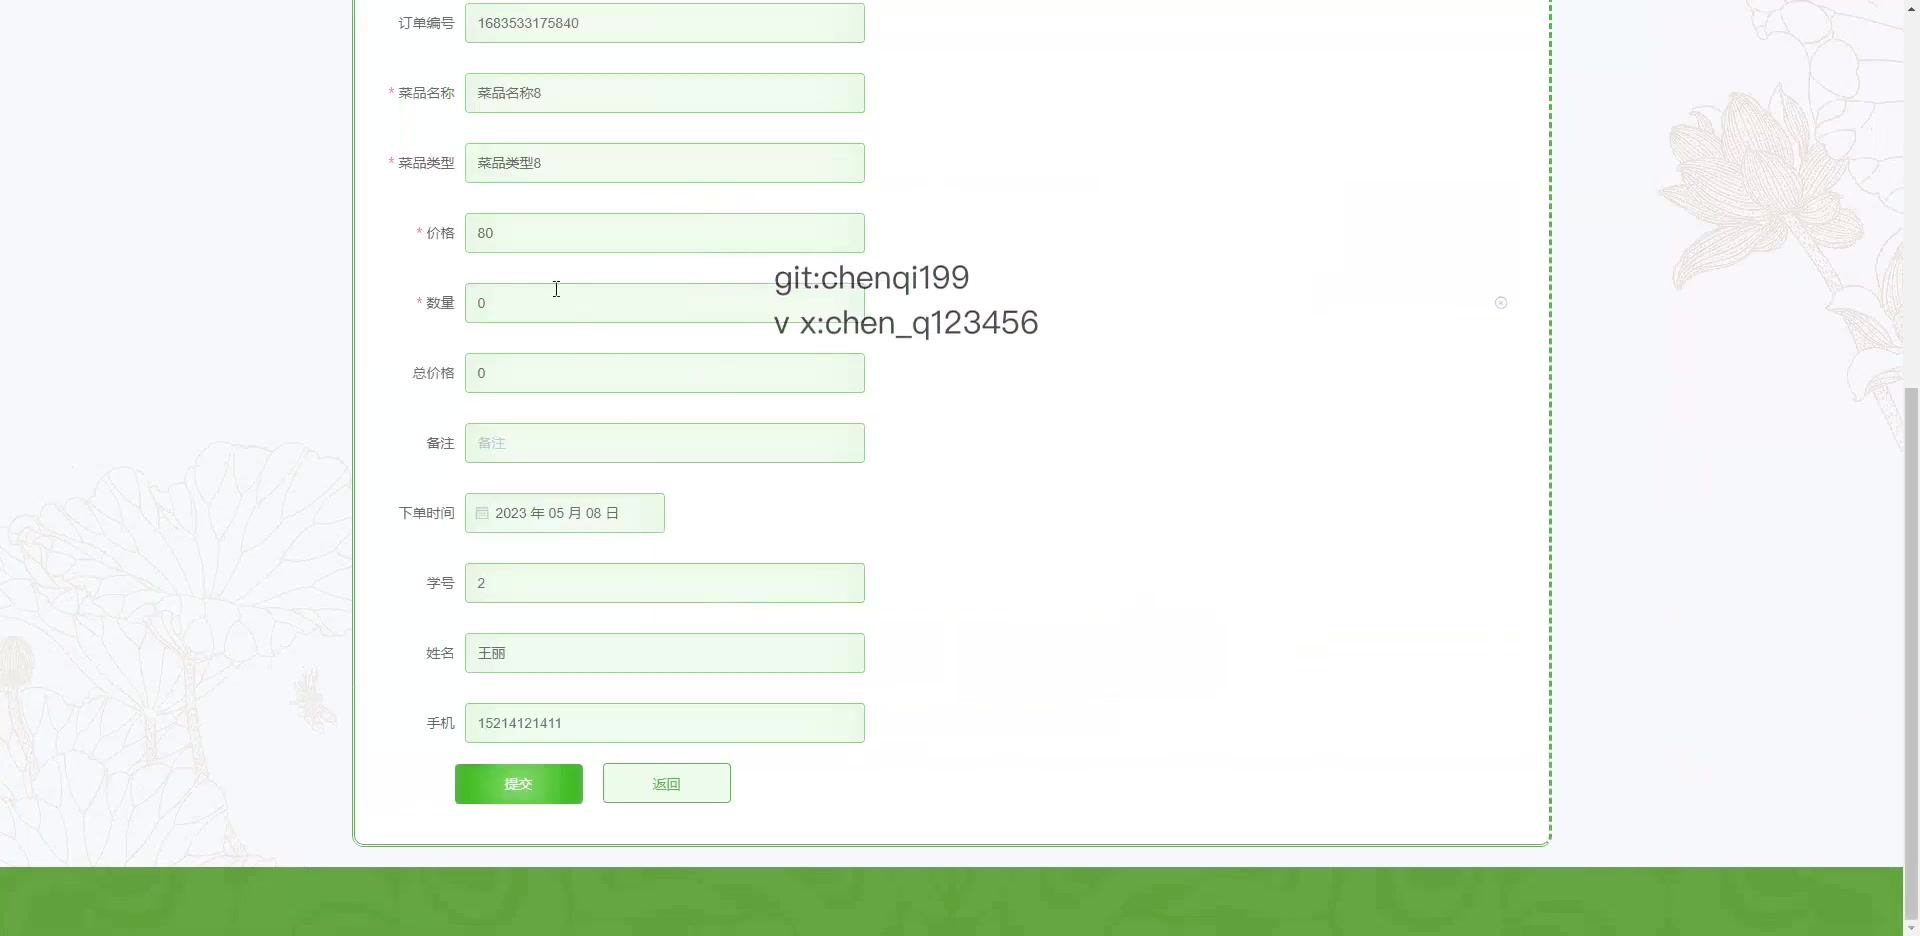 订单编号 1683533175840
* 菜品名称 菜品名称8
* 菜品类型 菜品类型8
* 价格 80
* 数量 0
git:chenqi199
v x:chen_q123456
总价格 0
备注 备注
下单时间 2023 年 05 月 08 日
学号 2
姓名 王丽
手机 15214121411
提交 返回